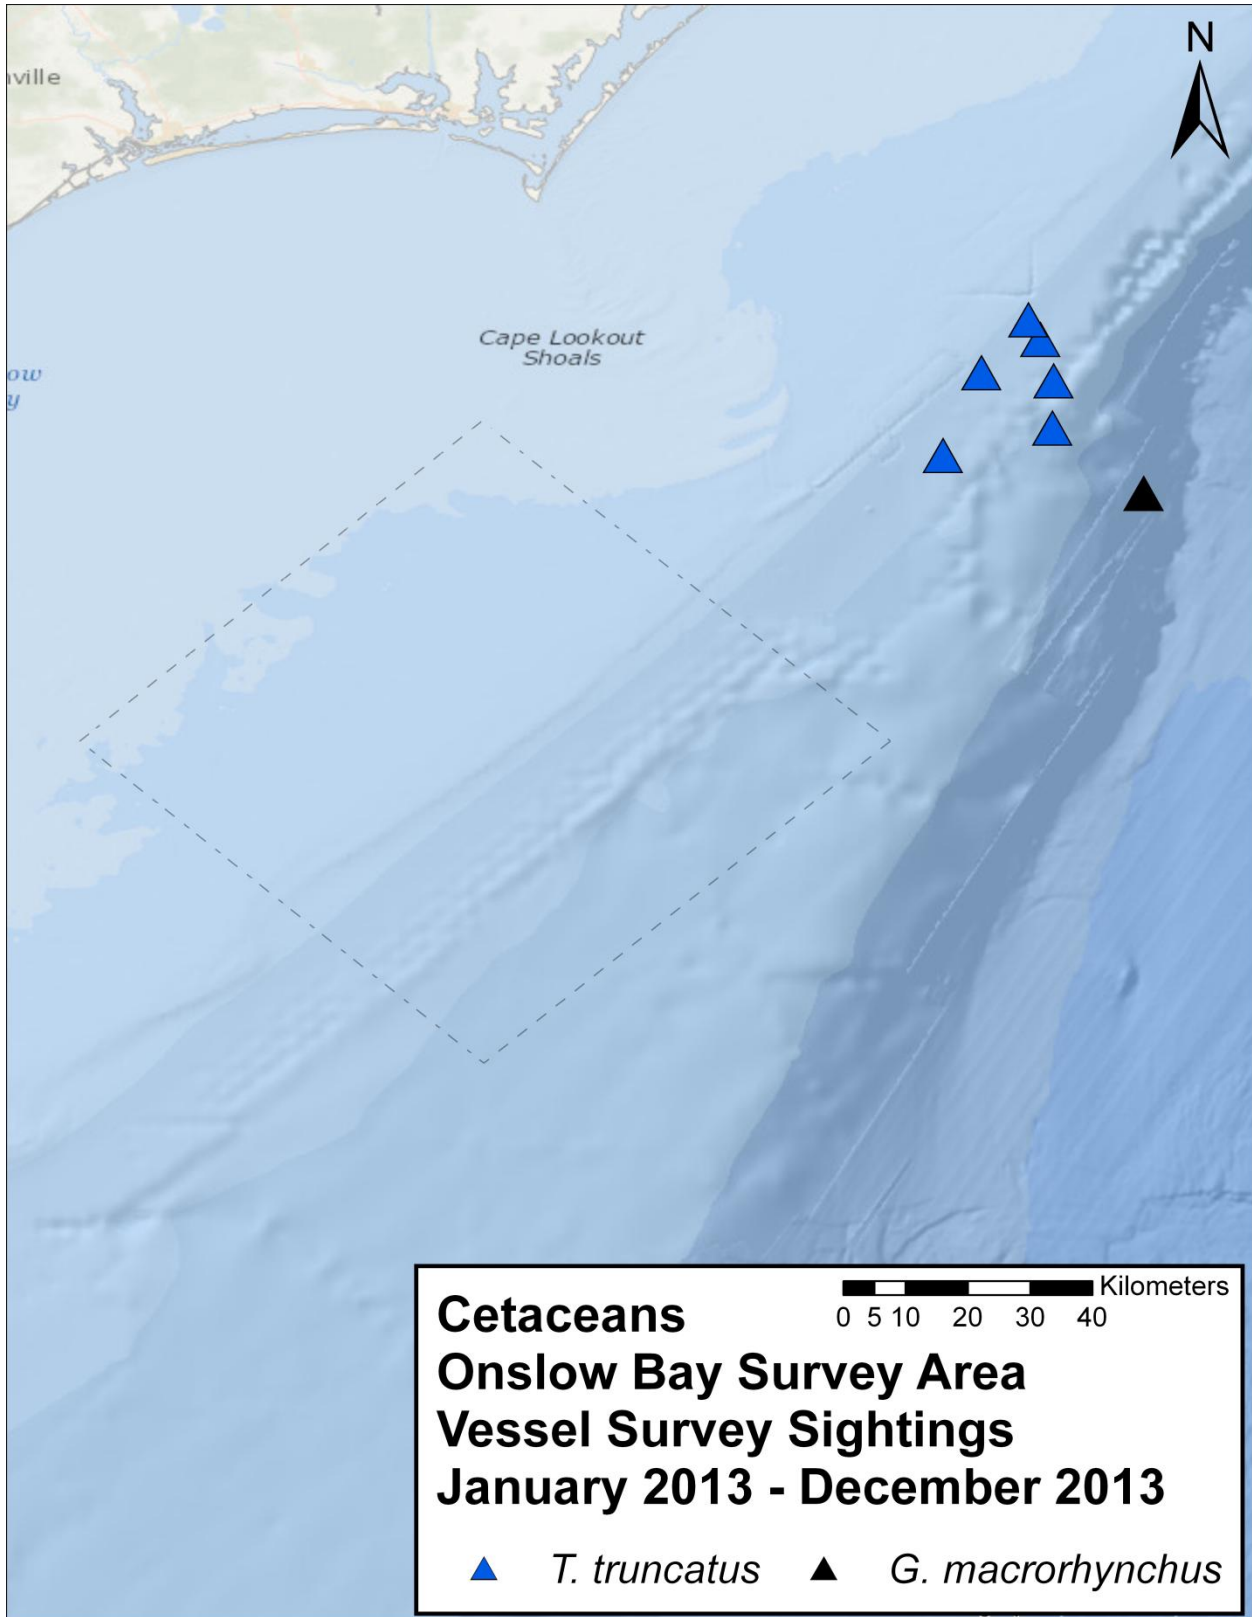 N
wville
Cape Lookout
Shoals
ow
y
Kilometers
0 5 10 20 30 40
Cetaceans
Onslow Bay Survey Area
Vessel Survey Sightings
January 2013 - December 2013
T. truncatus G. macrorhynchus